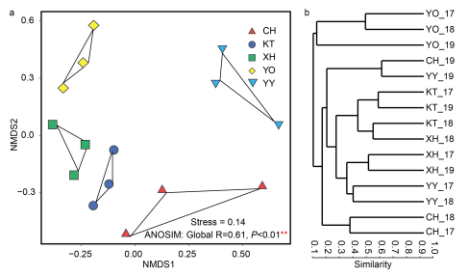 a
b
0.6
0.3
0.0
−0.3
NMDS2
CH
KT
XH
YO
YY
Stress = 0.14
ANOSIM: Global R=0.61, P<0.01**
−0.25
0.00
0.25
0.50
NMDS1
YO_17
YO_18
YO_19
CH_19
YY_19
KT_17
KT_19
KT_18
XH_18
XH_17
XH_19
YY_17
YY_18
CH_18
CH_17
0.1 0.2 0.3 0.4 0.5 0.6 0.7 0.8 0.9 1.0
Similarity